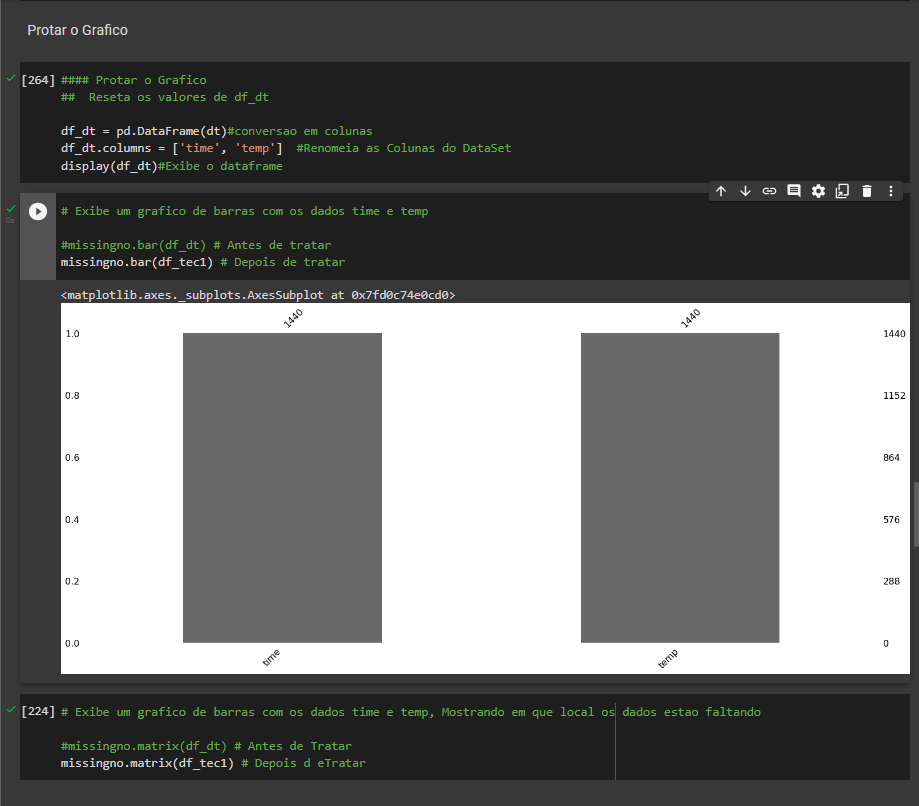 Protar o Grafico
[264] #### Protar o Grafico
## Reseta os valores de df_dt
df_dt = pd.DataFrame(dt)#conversao em colunas
df_dt.columns = ['time', 'temp'] #Renomeia as Colunas do DataSet
display(df_dt)#Exibe o dataframe
# Exibe um grafico de barras com os dados time e temp
0s
#missingno.bar(df_dt) # Antes de tratar
missingno.bar(df_tec1) # Depois de tratar
<matplotlib.axes._subplots.AxesSubplot at 0x7fd0c74e0cd0>
1440 1440
1.0 1440
0.8 1152
0.6 864
0.4 576
0.2 288
0.0 0
time temp
[224] # Exibe um grafico de barras com os dados time e temp, Mostrando em que local os dados estao faltando
#missingno.matrix(df_dt) # Antes de Tratar
missingno.matrix(df_tec1) # Depois d eTratar